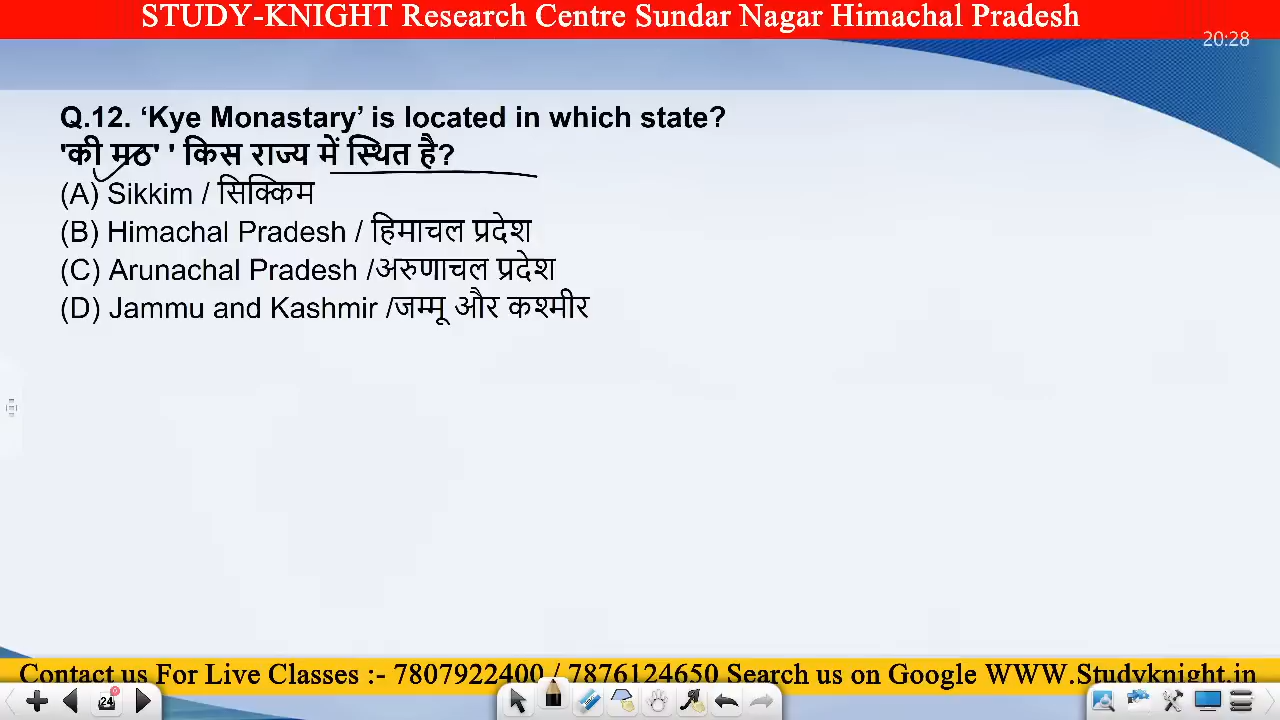 STUDY-KNIGHT Research Centre Sundar Nagar Himachal Pradesh
20:28
Q.12. ‘Kye Monastary’ is located in which state?
'की मठ' ' किस राज्य में स्थित है?
(A) Sikkim / सिक्किम
(B) Himachal Pradesh / हिमाचल प्रदेश
(C) Arunachal Pradesh /अरुणाचल प्रदेश
(D) Jammu and Kashmir /जम्मू और कश्मीर
Contact us For Live Classes :- 7807922400 / 7876124650 Search us on Google WWW.Studyknight.in
24